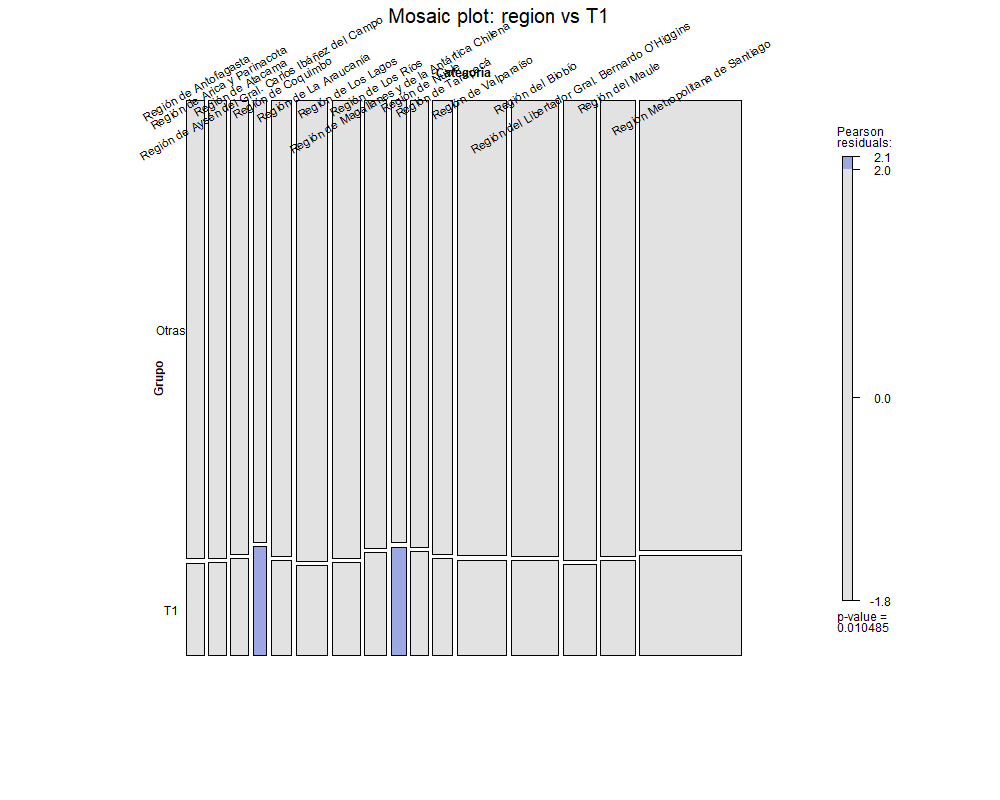 Mosaic plot: region vs T1
Categoria
Región de Antofagasta
Región de Arica y Parinacota
Región de Atacama
Región de Aysén del Gral. Carlos Ibáñez del Campo
Región de Coquimbo
Región de La Araucanía
Región de Los Lagos
Región de Los Ríos
Región de Magallanes y de la Antártica Chilena
Región de Ñuble
Región de Tarapacá
Región de Valparaíso
Región del Biobío
Región del Libertador Gral. Bernardo O'Higgins
Región del Maule
Región Metropolitana de Santiago
Grupo
Otras
T1
Pearson
residuals:
2.1
2.0
0.0
-1.8
p-value =
0.010485